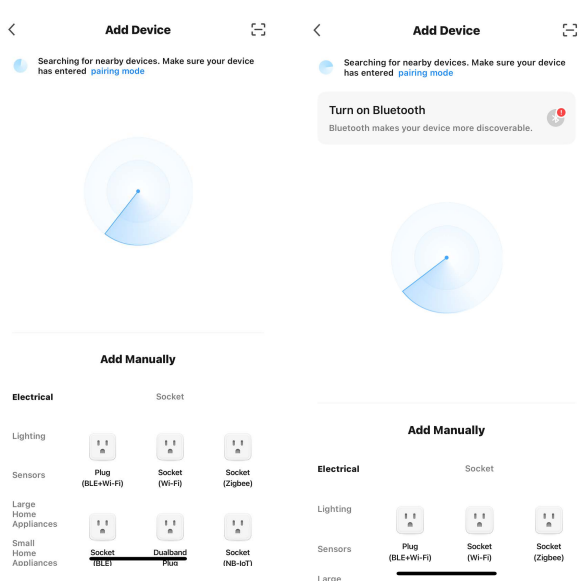 Add Device
Searching for nearby devices. Make sure your device
has entered pairing mode
Add Manually
Electrical
Socket
Lighting
Sensors
Large
Home
Appliances
Small
Home
Appliances
Plug
(BLE+Wi-Fi)
Socket
(Wi-Fi)
Socket
(Zigbee)
Socket
(BLE)
Dualband
Plug
Socket
(NB-IoT)
Add Device
Searching for nearby devices. Make sure your device
has entered pairing mode
Turn on Bluetooth
Bluetooth makes your device more discoverable.
Add Manually
Electrical
Socket
Lighting
Sensors
Large
Plug
(BLE+Wi-Fi)
Socket
(Wi-Fi)
Socket
(Zigbee)